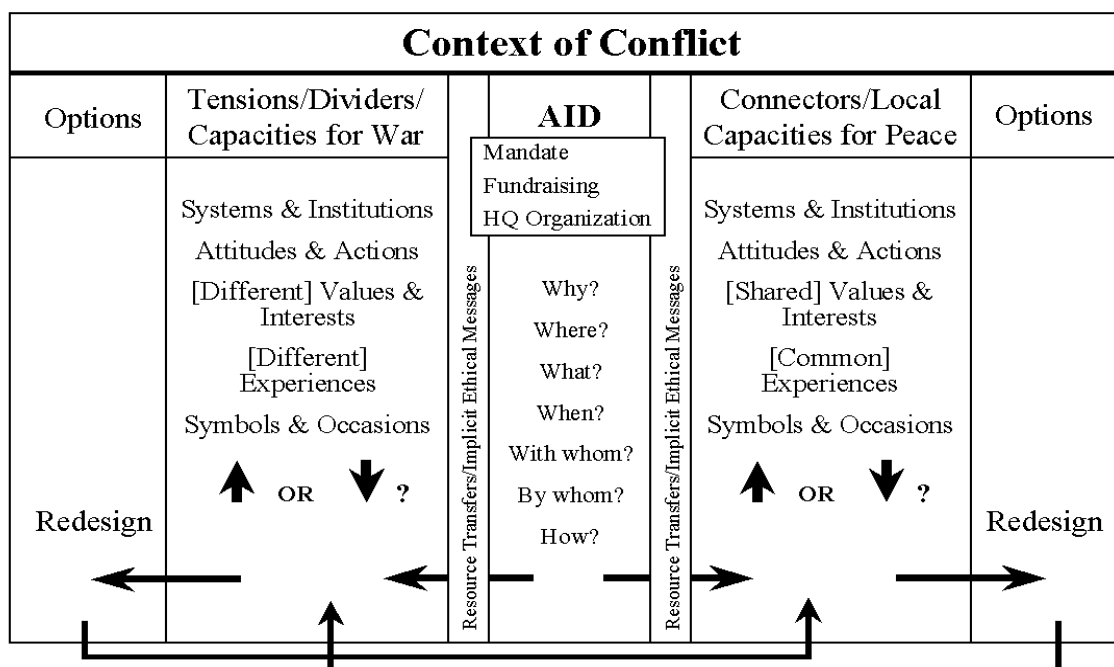 Context of Conflict
Options
Tensions/Dividers/
Capacities for War
Systems & Institutions
Attitudes & Actions
[Different] Values &
Interests
[Different]
Experiences
Symbols & Occasions
OR ?
Redesign
Resource Transfers/Implicit Ethical Messages
AID
Mandate
Fundraising
HQ Organization
Why?
Where?
What?
When?
With whom?
By whom?
How?
Resource Transfers/Implicit Ethical Messages
Connectors/Local
Capacities for Peace
Systems & Institutions
Attitudes & Actions
[Shared] Values &
Interests
[Common]
Experiences
Symbols & Occasions
OR ?
Options
Redesign